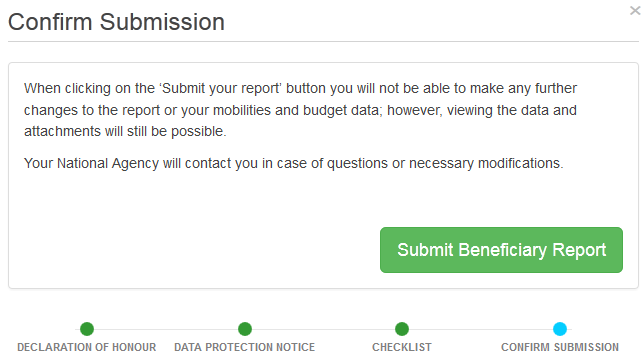 Confirm Submission
×
When clicking on the ‘Submit your report’ button you will not be able to make any further
changes to the report or your mobilities and budget data; however, viewing the data and
attachments will still be possible.
Your National Agency will contact you in case of questions or necessary modifications.
Submit Beneficiary Report
DECLARATION OF HONOUR DATA PROTECTION NOTICE CHECKLIST CONFIRM SUBMISSION